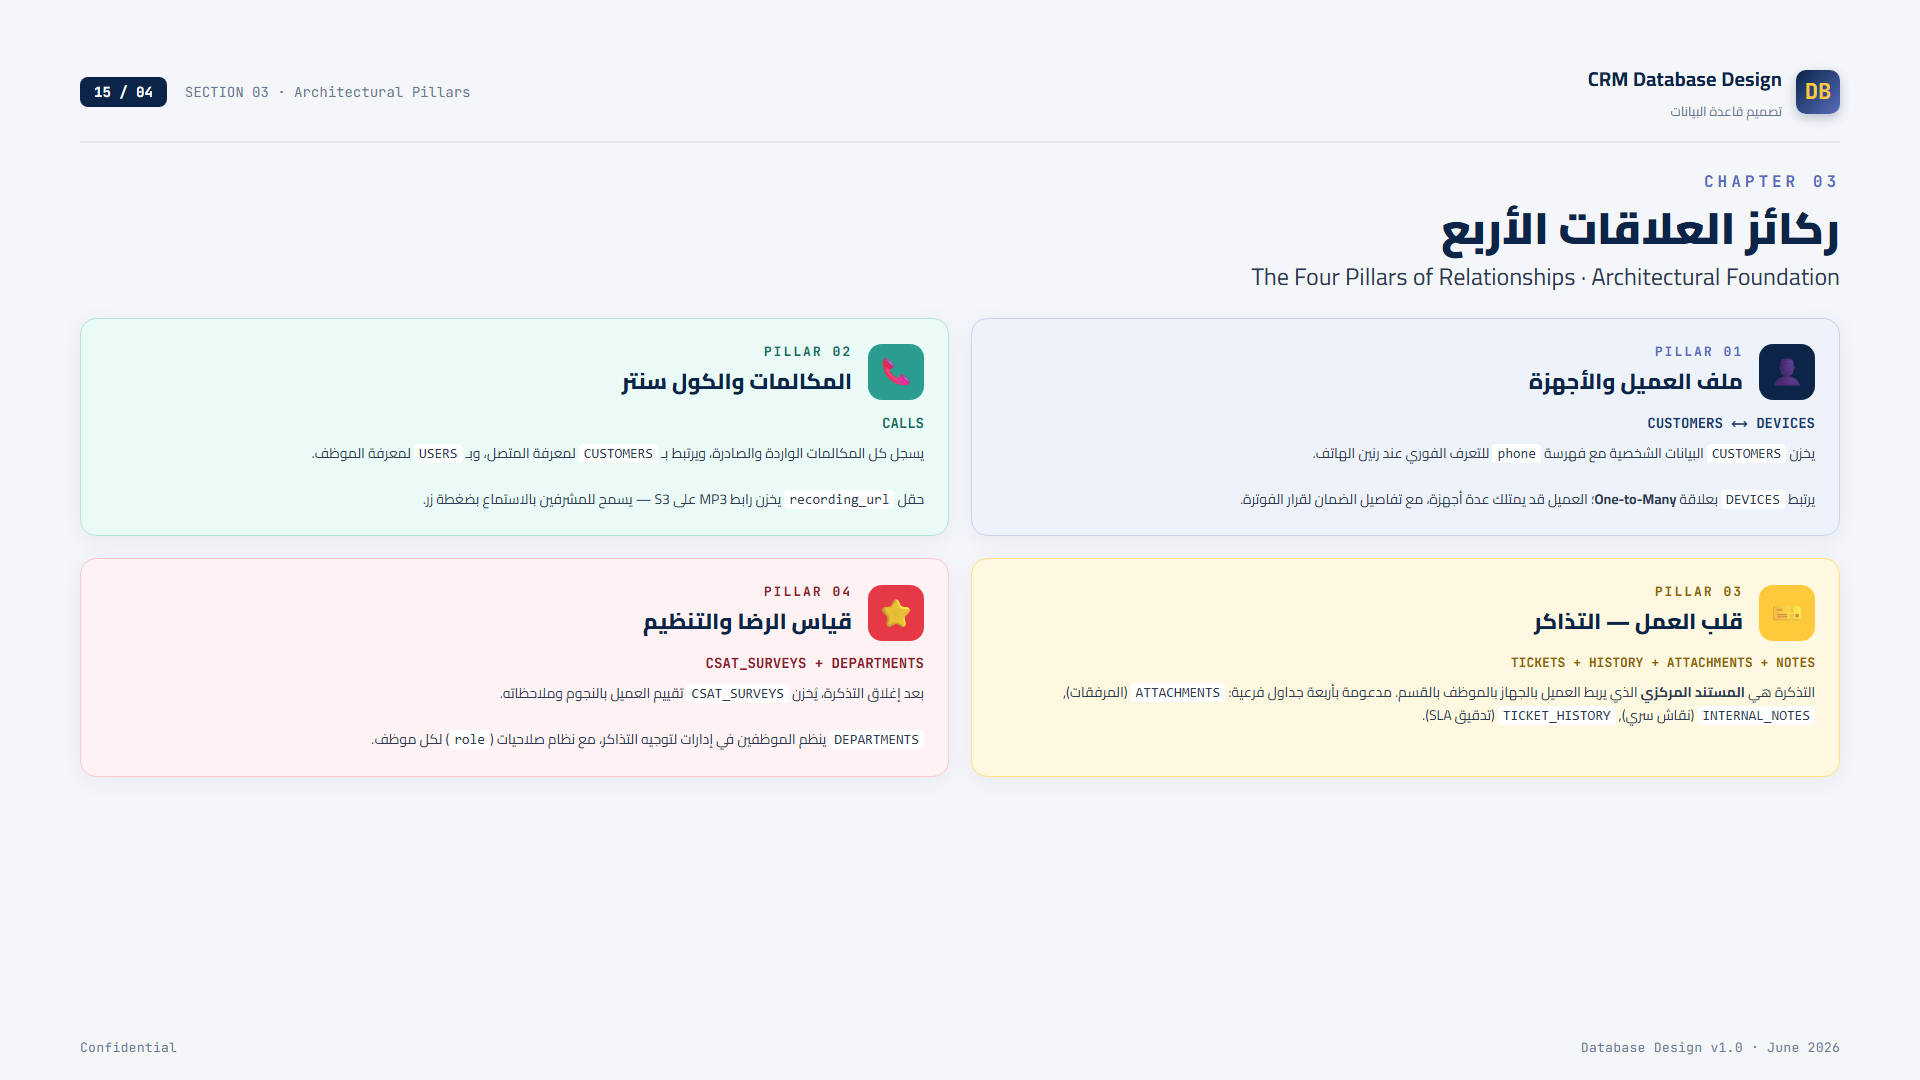 DB
CRM Database Design
تصميم قاعدة البيانات
15 / 04
SECTION 03 · Architectural Pillars
CHAPTER 03
ركائز العلاقات الأربع
The Four Pillars of Relationships · Architectural Foundation
PILLAR 01
ملف العميل والأجهزة
CUSTOMERS ↔ DEVICES
يخزن CUSTOMERS البيانات الشخصية مع فهرسة phone للتعرف الفوري عند رنين الهاتف.
يرتبط DEVICES بعلاقة One-to-Many؛ العميل قد يمتلك عدة أجهزة، مع تفاصيل الضمان لقرار الفوترة.
PILLAR 02
المكالمات والكول سنتر
CALLS
يسجل كل المكالمات الواردة والصادرة، ويرتبط بـ CUSTOMERS لمعرفة المتصل، وبـ USERS لمعرفة الموظف.
حقل recording_url يخزن رابط MP3 على S3 — يسمح للمشرفين بالاستماع بضغطة زر.
PILLAR 03
قلب العمل — التذاكر
TICKETS + HISTORY + ATTACHMENTS + NOTES
التذكرة هي المستند المركزي الذي يربط العميل بالجهاز بالموظف بالقسم. مدعومة بأربعة جداول فرعية: ATTACHMENTS (المرفقات)،
INTERNAL_NOTES (نقاش سري)، TICKET_HISTORY (تدقيق SLA).
PILLAR 04
قياس الرضا والتنظيم
CSAT_SURVEYS + DEPARTMENTS
بعد إغلاق التذكرة، يُخزن CSAT_SURVEYS تقييم العميل بالنجوم وملاحظاته.
DEPARTMENTS ينظم الموظفين في إدارات لتوجيه التذاكر، مع نظام صلاحيات ( role ) لكل موظف.
Database Design v1.0 · June 2026
Confidential